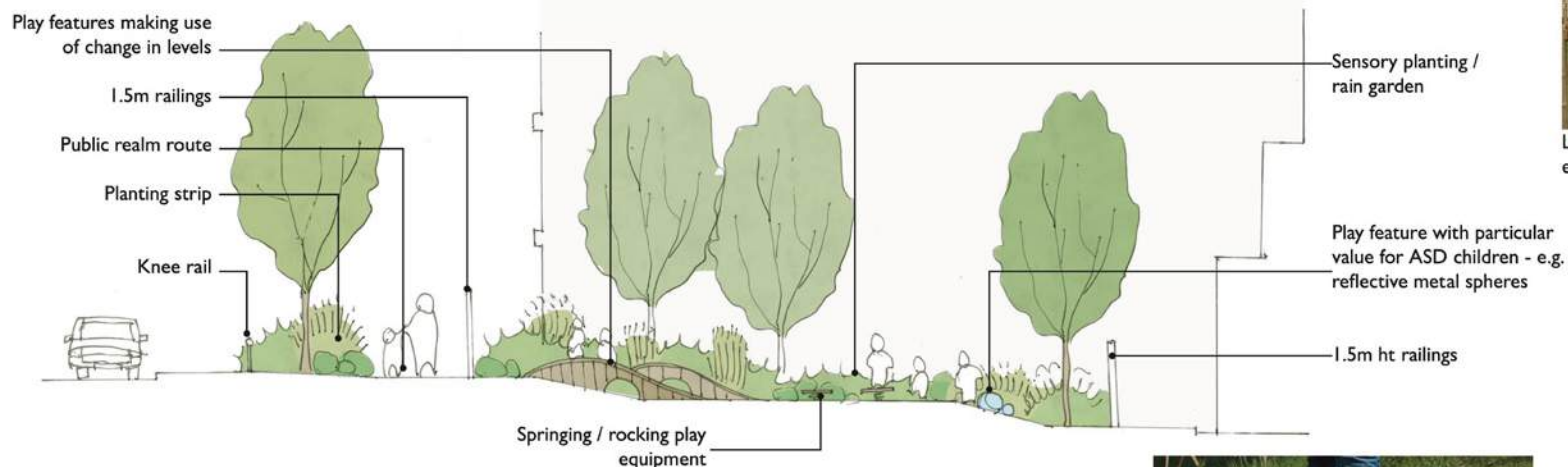 Play features making use
of change in levels
1.5m railings
Public realm route
Planting strip
Knee rail
Springing / rocking play
equipment
Sensory planting /
rain garden
Play feature with particular
value for ASD children - e.g.
reflective metal spheres
1.5m ht railings